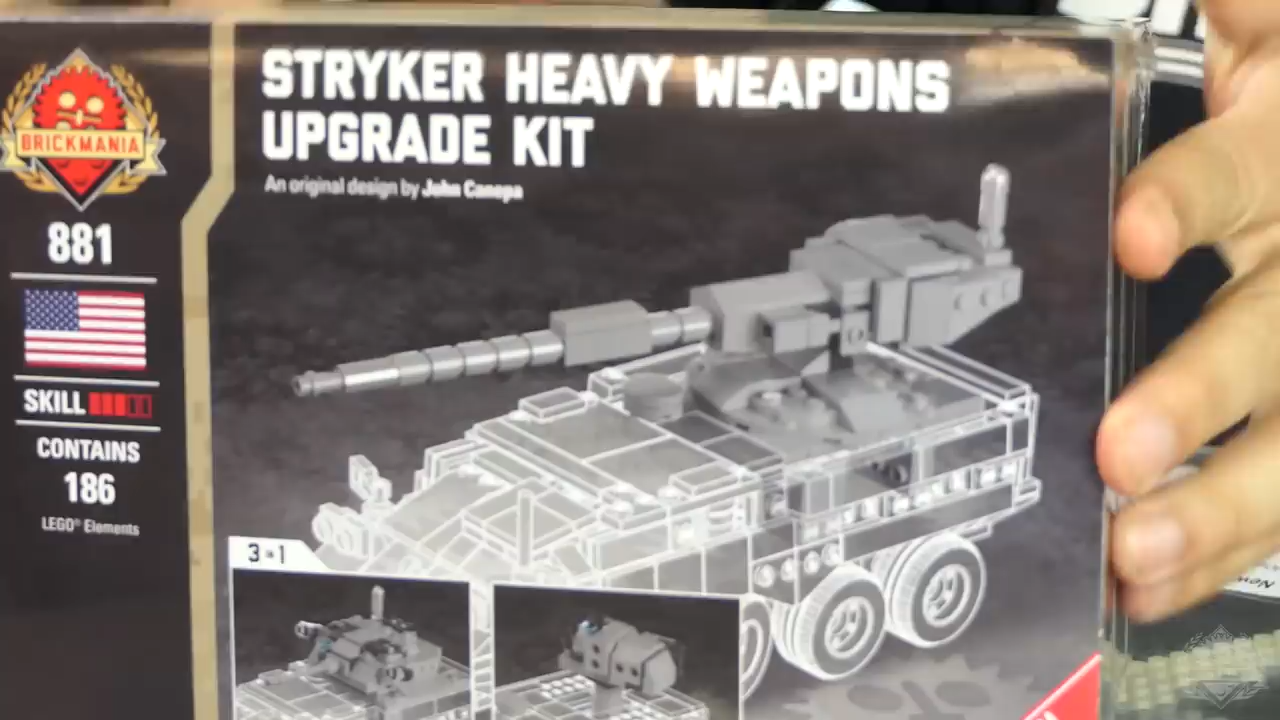 STRYKER HEAVY WEAPONS
UPGRADE KIT
An original design by John Canepa
BRICKMANIA
881
SKILL
CONTAINS
186
LEGO® Elements
3 in 1